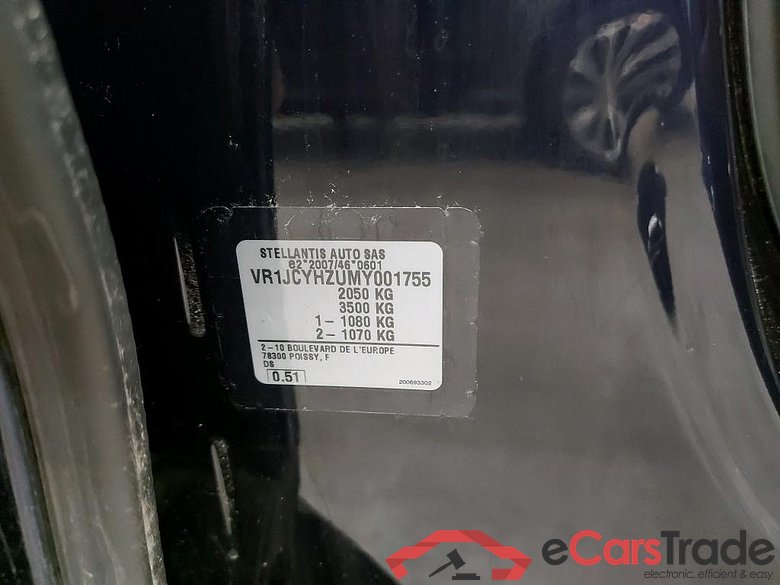 STELLANTIS AUTO SAS
e2*2007/46*0601
VR1JCYHZUMY001755
2050 KG
3500 KG
1 - 1080 KG
2 - 1070 KG
2 - 10 BOULEVARD DE L'EUROPE
78300 POISSY, F
DS
0.51
200693302
eCarsTrade
electronic, efficient & easy